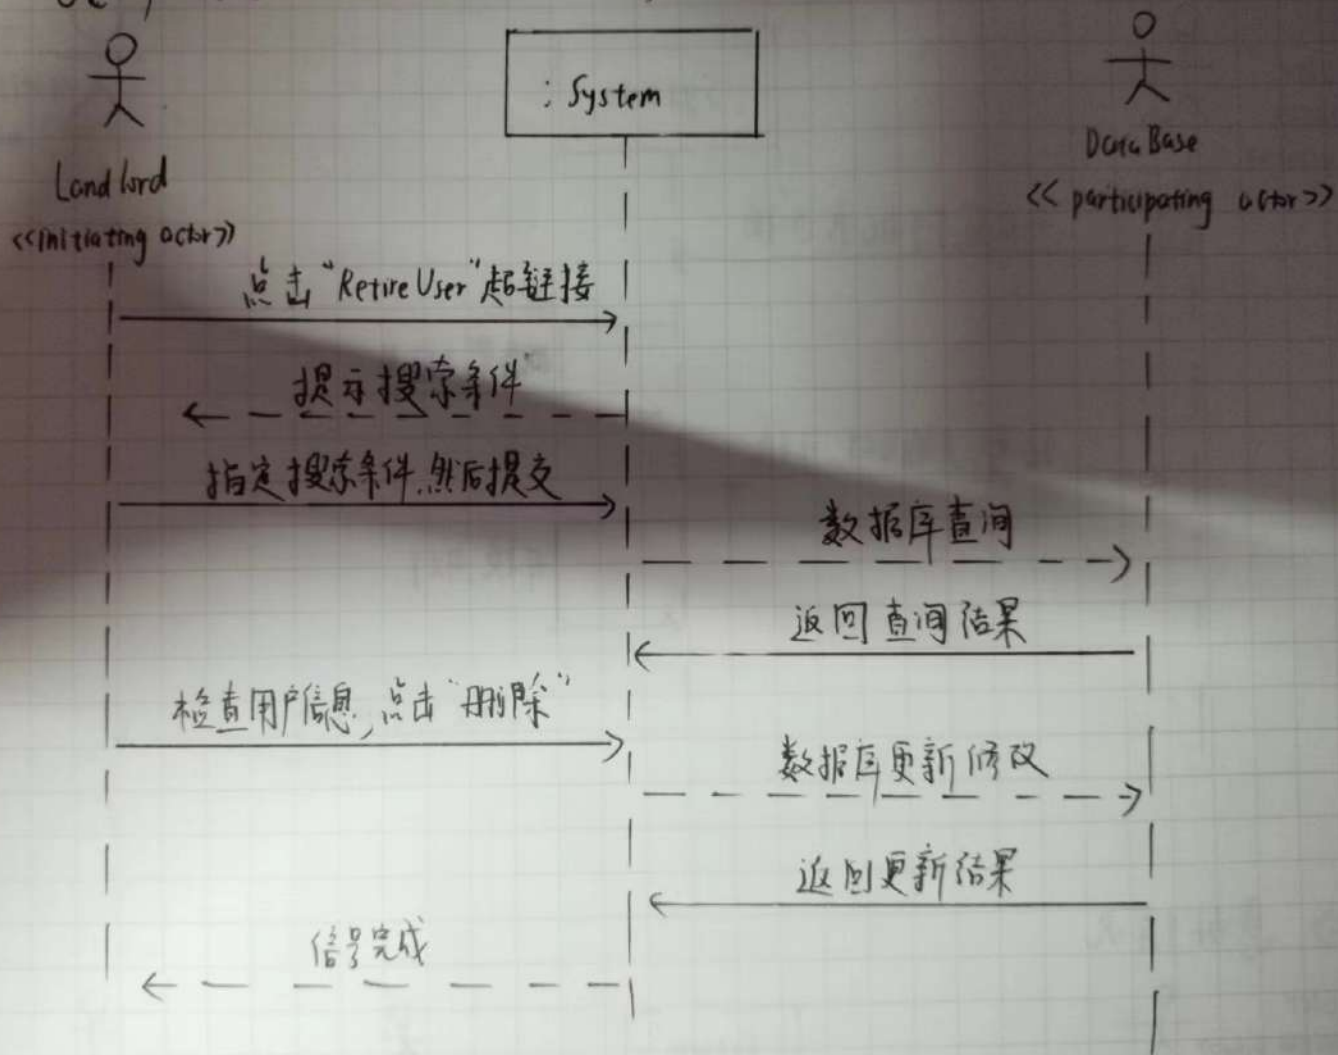 : System
Landlord
<<initiating actor>>
DataBase
<< participating actor>>
点击“Retire User”超链接
提示搜索条件
指定搜索条件,然后提交
数据库查询
返回查询结果
检查用户信息,点击“删除”
数据库更新修改
返回更新结果
信号完成